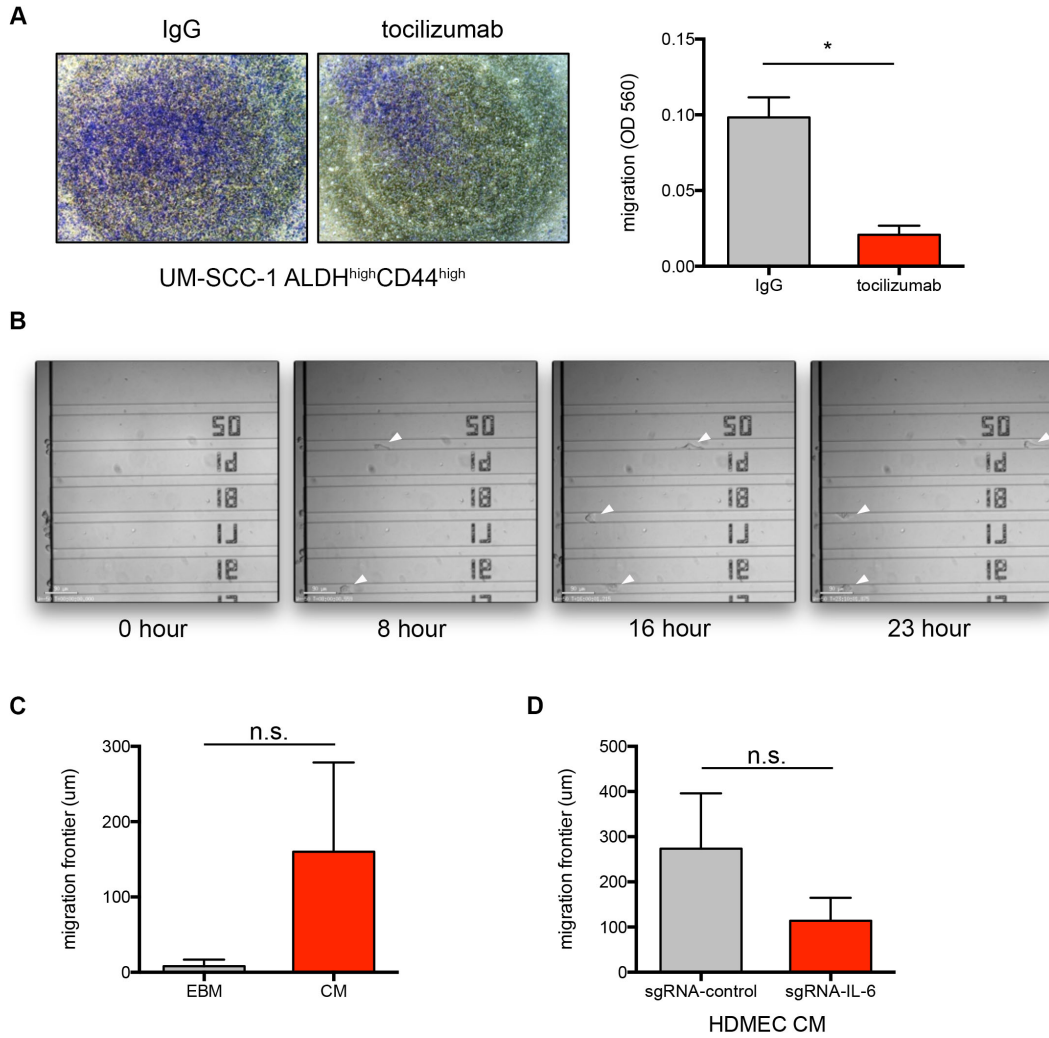 A
IgG
tocilizumab
UM-SCC-1 ALDHhighCD44high
migration (OD 560)
0.15
0.10
0.05
0.00
*
IgG
tocilizumab
B
0 hour
8 hour
16 hour
23 hour
C
migration frontier (um)
300
200
100
0
n.s.
EBM
CM
D
migration frontier (um)
500
400
300
200
100
0
n.s.
sgRNA-control
sgRNA-IL-6
HDMEC CM